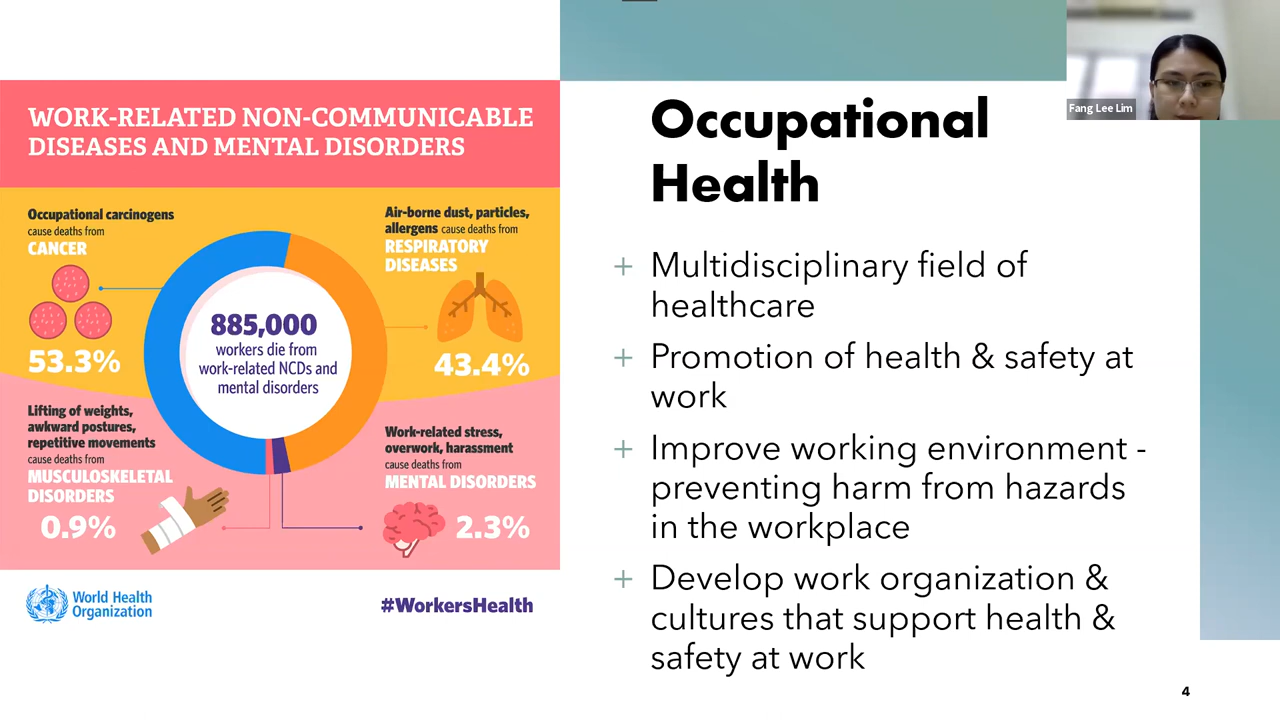 WORK-RELATED NON-COMMUNICABLE
DISEASES AND MENTAL DISORDERS
Occupational carcinogens
cause deaths from
CANCER
53.3%
Air-borne dust, particles,
allergens cause deaths from
RESPIRATORY
DISEASES
43.4%
885,000
workers die from
work-related NCDs and
mental disorders
Lifting of weights,
awkward postures,
repetitive movements
cause deaths from
MUSCULOSKELETAL
DISORDERS
0.9%
Work-related stress,
overwork, harassment
cause deaths from
MENTAL DISORDERS
2.3%
World Health
Organization
#WorkersHealth
Occupational
Health
+ Multidisciplinary field of
healthcare
+ Promotion of health & safety at
work
+ Improve working environment -
preventing harm from hazards
in the workplace
+ Develop work organization &
cultures that support health &
safety at work
4
Fang Lee Lim